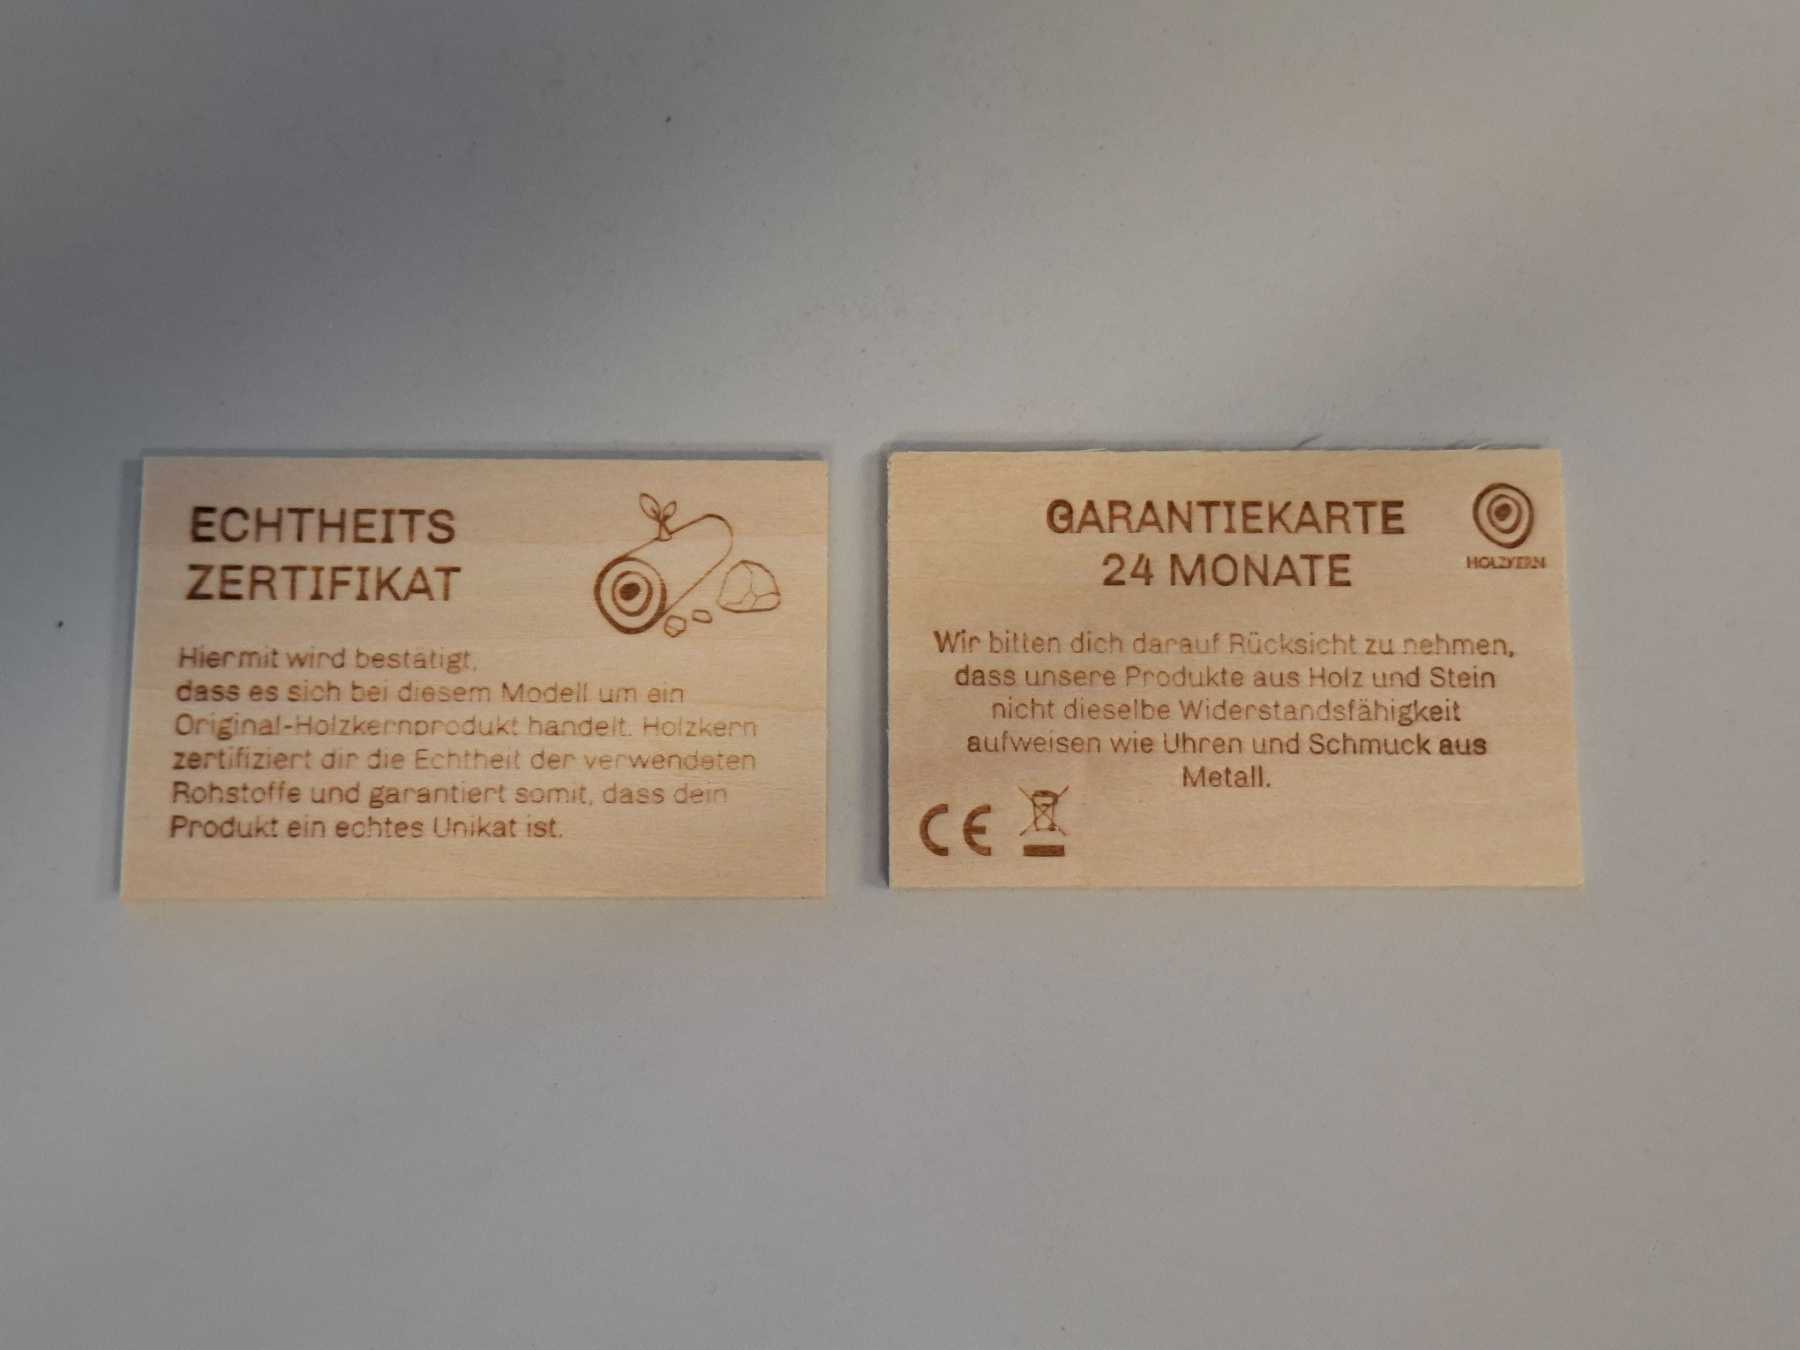 ECHTHEITS
ZERTIFIKAT
Hiermit wird bestätigt,
dass es sich bei diesem Modell um ein
Original-Holzkernprodukt handelt. Holzkern
zertifiziert dir die Echtheit der verwendeten
Rohstoffe und garantiert somit, dass dein
Produkt ein echtes Unikat ist.
GARANTIEKARTE
24 MONATE
HOLZKERN
Wir bitten dich darauf Rücksicht zu nehmen,
dass unsere Produkte aus Holz und Stein
nicht dieselbe Widerstandsfähigkeit
aufweisen wie Uhren und Schmuck aus
Metall.
CE